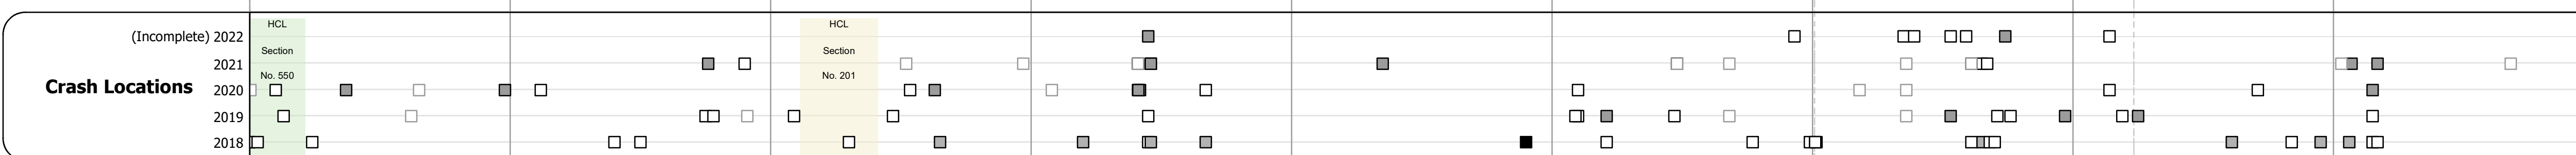 Crash Locations
(Incomplete) 2022
2021
2020
2019
2018
HCL
Section
No. 550
HCL
Section
No. 201